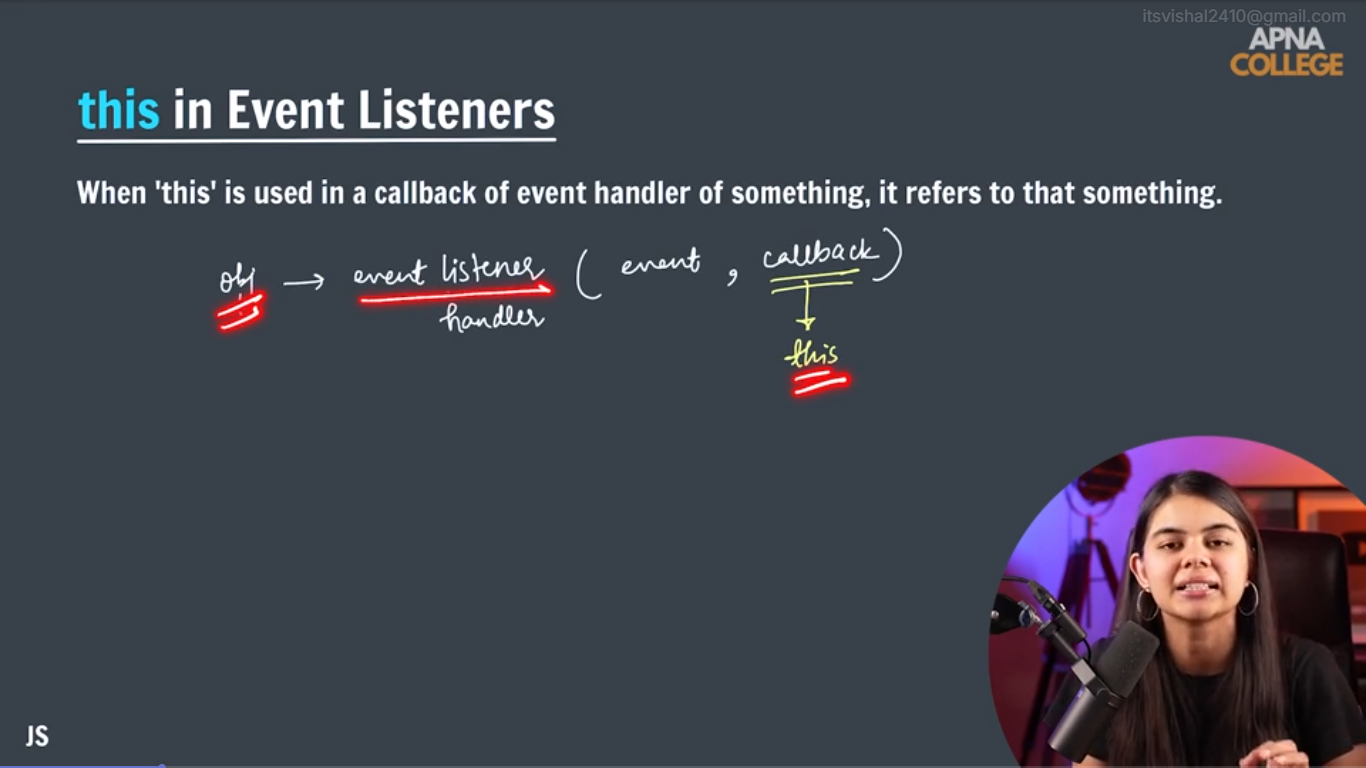 itsvishal2410@gmail.com
APNA
COLLEGE
this in Event Listeners
When 'this' is used in a callback of event handler of something, it refers to that something.
obj → event listener ( event , callback )
handler
this
JS